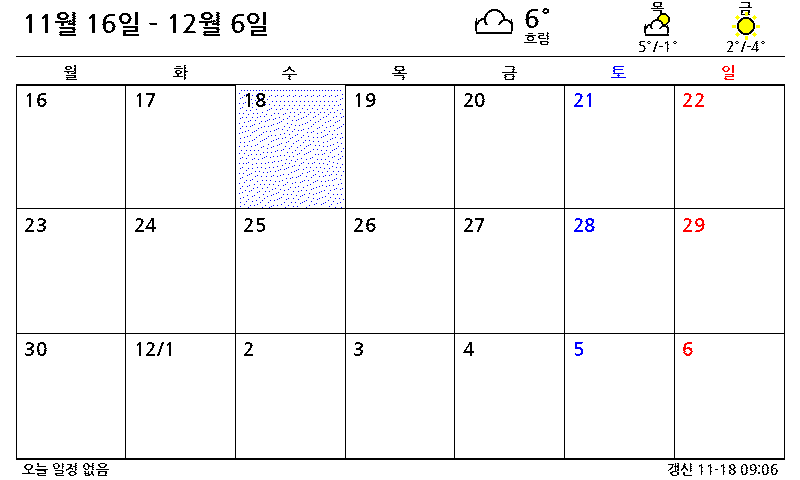 11월 16일 - 12월 6일
6°
흐림
목
5°/-1°
금
2°/-4°
월 화 수 목 금 토 일
16 17 18 19 20 21 22
23 24 25 26 27 28 29
30 12/1 2 3 4 5 6
오늘 일정 없음
갱신 11-18 09:06